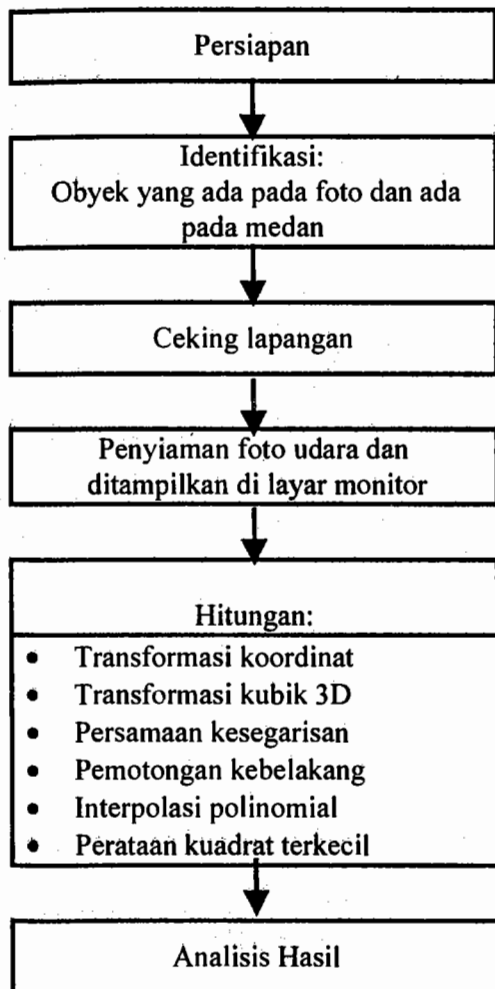 Persiapan
Identifikasi:
Obyek yang ada pada foto dan ada
pada medan
Ceking lapangan
Penyiaman foto udara dan
ditampilkan di layar monitor
Hitungan:
• Transformasi koordinat
• Transformasi kubik 3D
• Persamaan kesegarisan
• Pemotongan kebelakang
• Interpolasi polinomial
• Perataan kuadrat terkecil
Analisis Hasil